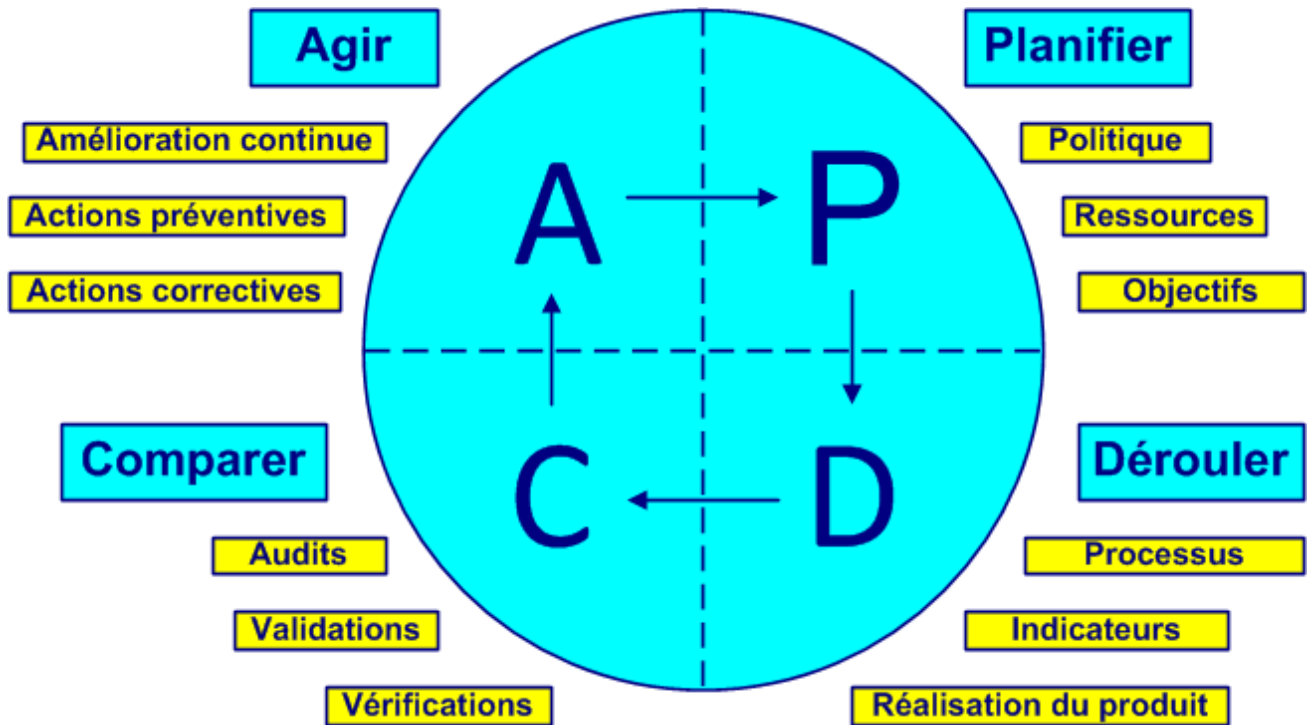 Agir
Planifier
Amélioration continue
Politique
Actions préventives
Ressources
Actions correctives
Objectifs
A
P
Comparer
Dérouler
C
D
Audits
Processus
Validations
Indicateurs
Vérifications
Réalisation du produit